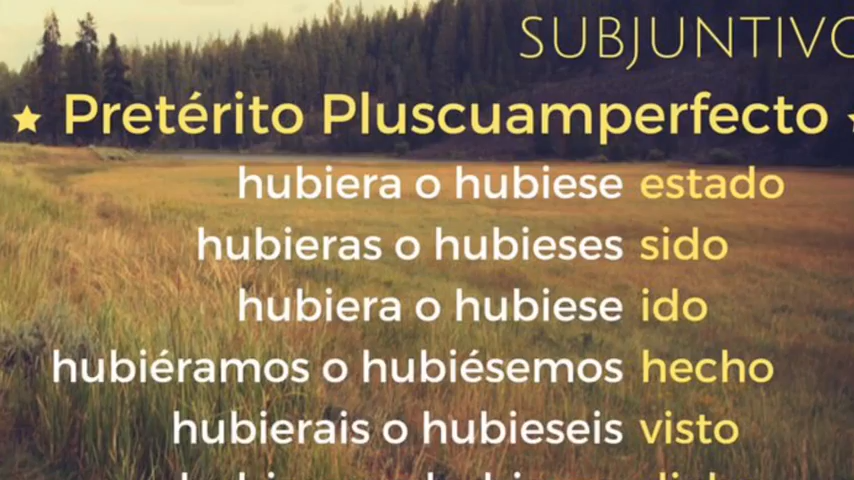 SUBJUNTIVO
Pretérito Pluscuamperfecto
hubiera o hubiese estado
hubieras o hubieses sido
hubiera o hubiese ido
hubiéramos o hubiésemos hecho
hubierais o hubieseis visto